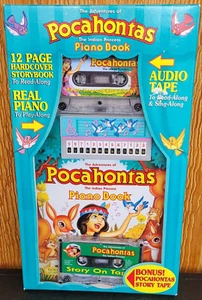 The Adventures of
Pocahontas
The Indian Princess
Piano Book
12 PAGE
HARDCOVER
STORYBOOK
To Read-Along
REAL
PIANO
To Play-Along
AUDIO
TAPE
To Read-Along
& Sing-Along
The Adventures of
Pocahontas
The Indian Princess
Piano Book
Pocahontas
Story On Tape
BONUS!
POCAHONTAS
STORY TAPE